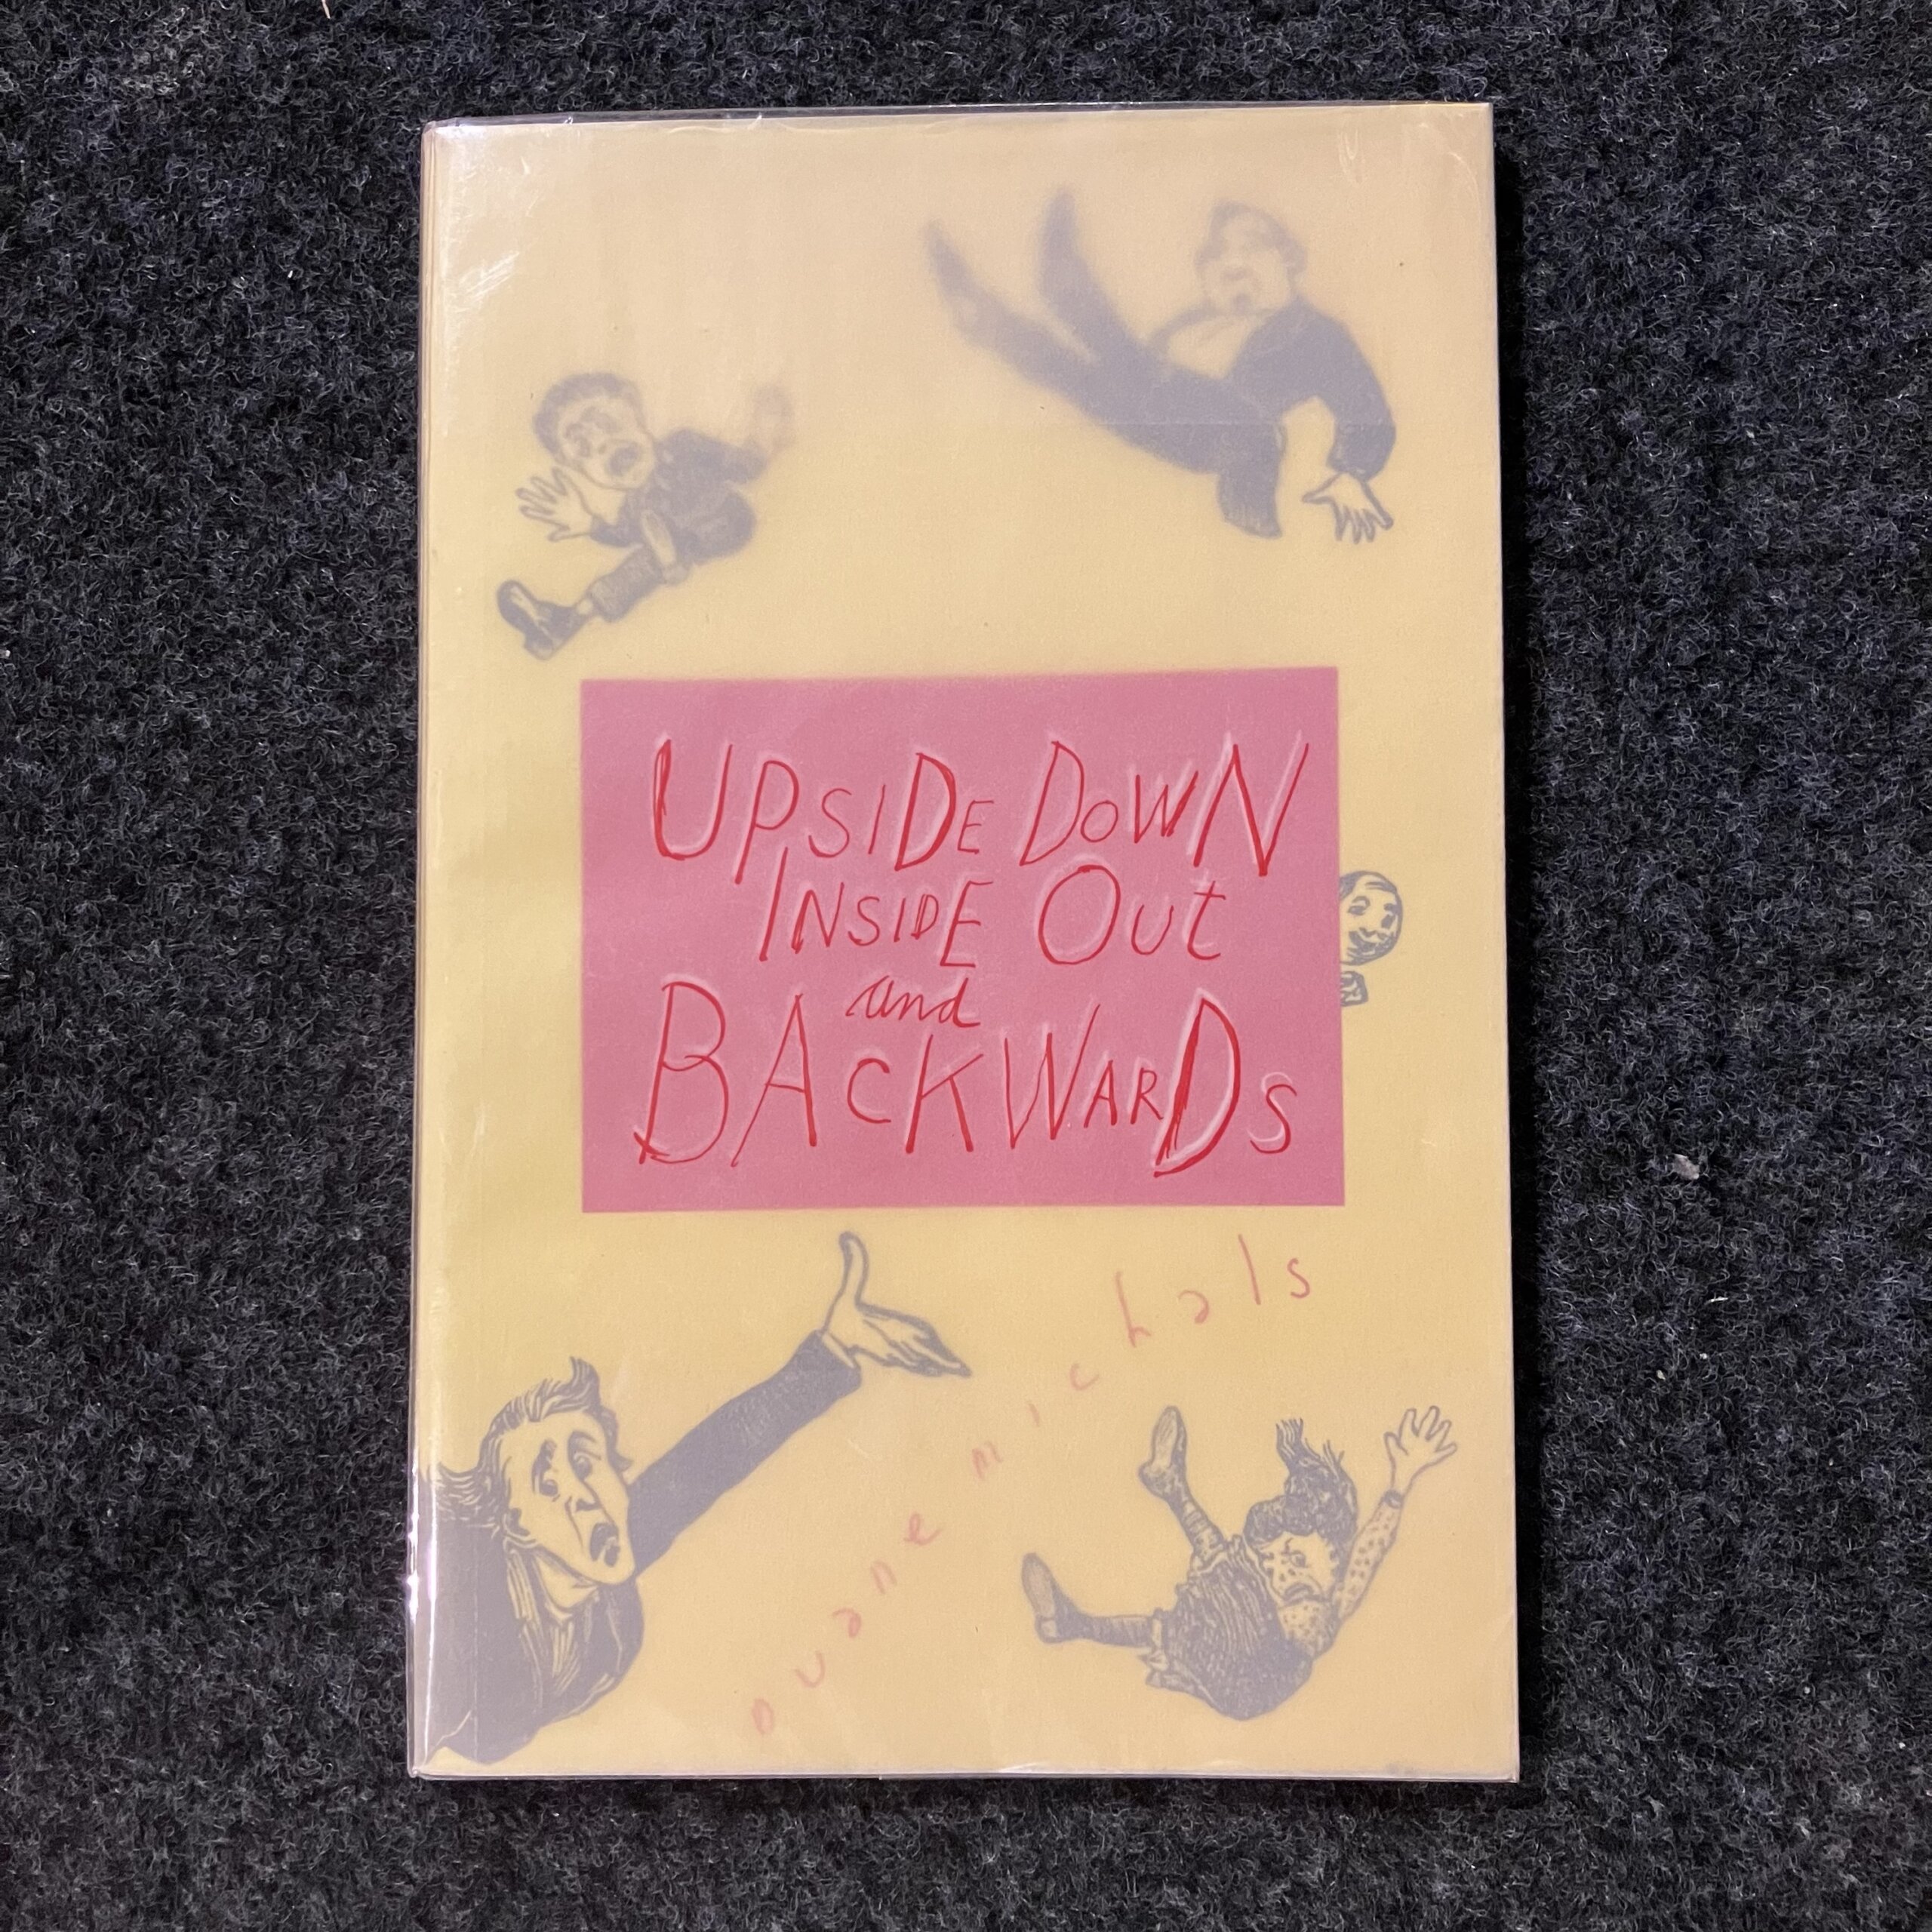 UPSIDE DOWN
INSIDE OUt
and
BACKWARDS
Duane michals